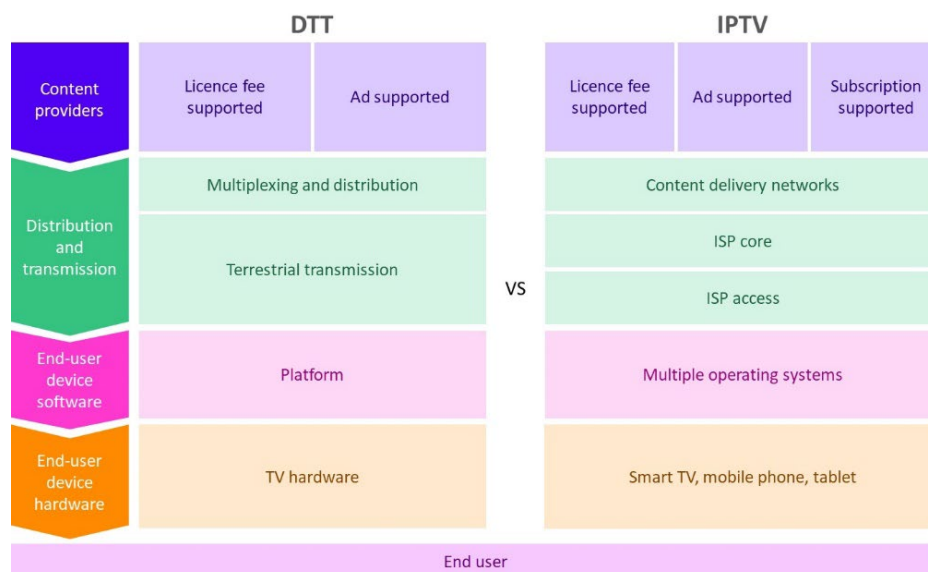 DTT
IPTV
Content
providers
Licence fee
supported
Ad supported
Licence fee
supported
Ad supported
Subscription
supported
Distribution
and
transmission
Multiplexing and distribution
Terrestrial transmission
VS
Content delivery networks
ISP core
ISP access
End-user
device
software
Platform
Multiple operating systems
End-user
device
hardware
TV hardware
Smart TV, mobile phone, tablet
End user